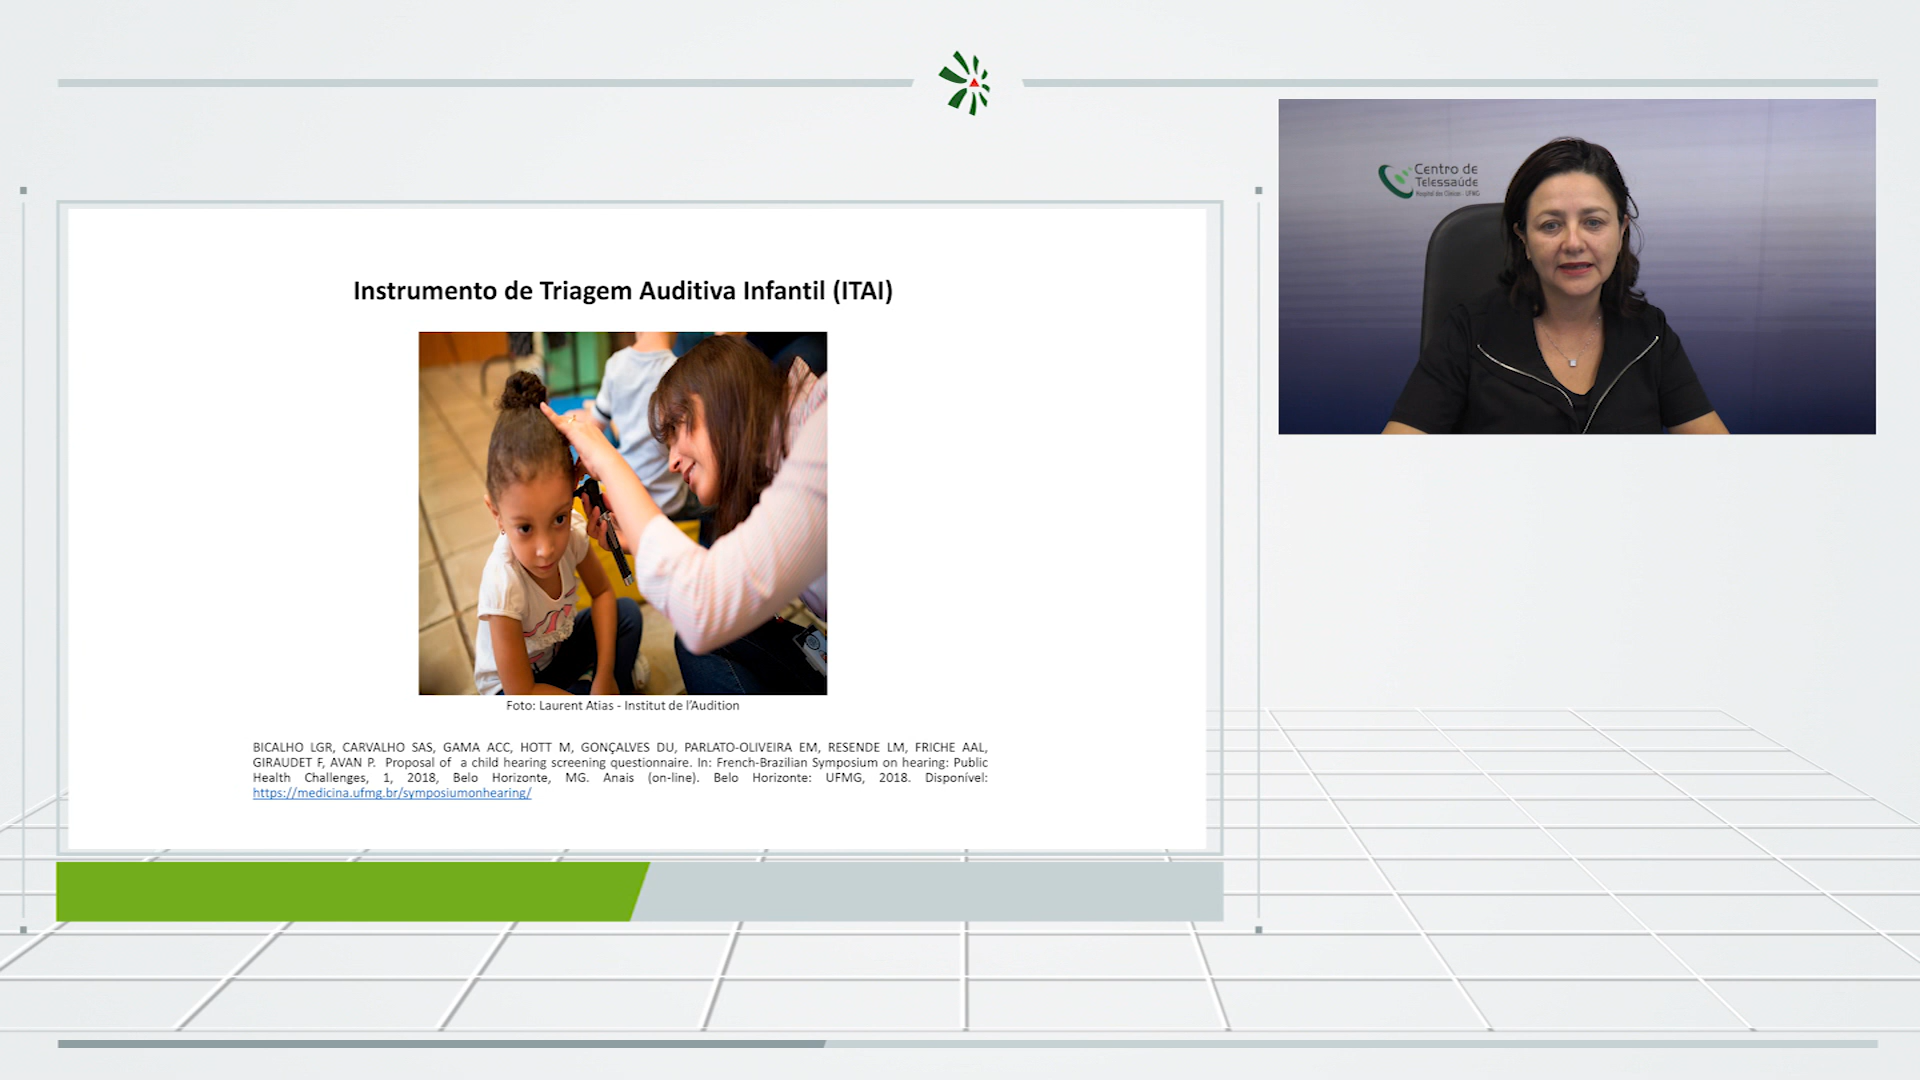 Centro de
Telessaúde
Hospital das Clínicas - UFMG
Instrumento de Triagem Auditiva Infantil (ITAI)
Foto: Laurent Atias - Institut de l’Audition
BICALHO LGR, CARVALHO SAS, GAMA ACC, HOTT M, GONÇALVES DU, PARLATO-OLIVEIRA EM, RESENDE LM, FRICHE AAL,
GIRAUDET F, AVAN P. Proposal of a child hearing screening questionnaire. In: French-Brazilian Symposium on hearing: Public
Health Challenges, 1, 2018, Belo Horizonte, MG. Anais (on-line). Belo Horizonte: UFMG, 2018. Disponível:
https://medicina.ufmg.br/symposiumonhearing/